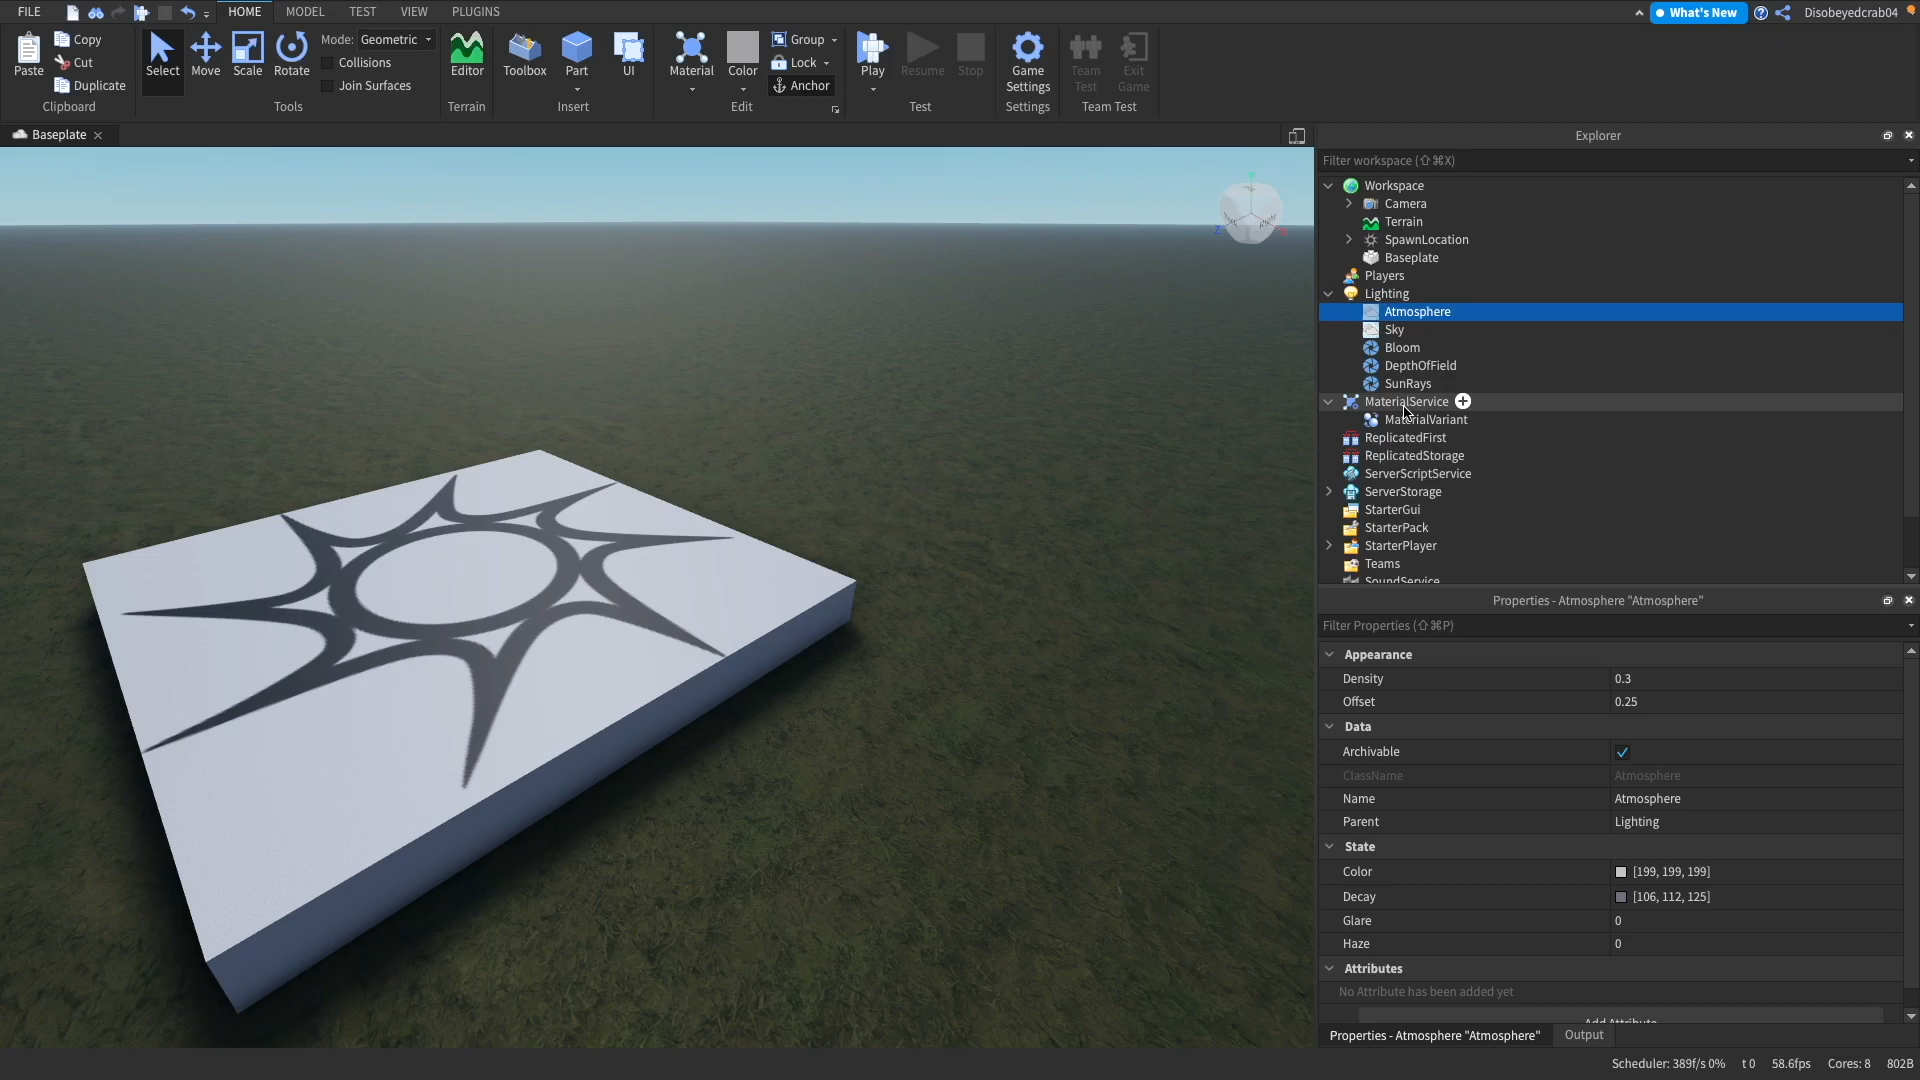 FILE
HOME
MODEL
TEST
VIEW
PLUGINS
What's New
Disobeyedcrab04
Paste
Copy
Cut
Duplicate
Clipboard
Select
Move
Scale
Rotate
Mode: Geometric
Collisions
Join Surfaces
Tools
Editor
Terrain
Toolbox
Part
UI
Insert
Material
Color
Group
Lock
Anchor
Edit
Play
Resume
Stop
Test
Game
Settings
Settings
Team
Test
Exit
Game
Team Test
Baseplate
Explorer
Filter workspace (⇧⌘X)
Workspace
Camera
Terrain
SpawnLocation
Baseplate
Players
Lighting
Atmosphere
Sky
Bloom
DepthOfField
SunRays
MaterialService
MaterialVariant
ReplicatedFirst
ReplicatedStorage
ServerScriptService
ServerStorage
StarterGui
StarterPack
StarterPlayer
Teams
SoundService
Properties - Atmosphere "Atmosphere"
Filter Properties (⇧⌘P)
Appearance
Density 0.3
Offset 0.25
Data
Archivable
ClassName Atmosphere
Name Atmosphere
Parent Lighting
State
Color [199, 199, 199]
Decay [106, 112, 125]
Glare 0
Haze 0
Attributes
No Attribute has been added yet
Add Attribute
Properties - Atmosphere "Atmosphere"
Output
Scheduler: 389f/s 0% t 0 58.6fps Cores: 8 802B